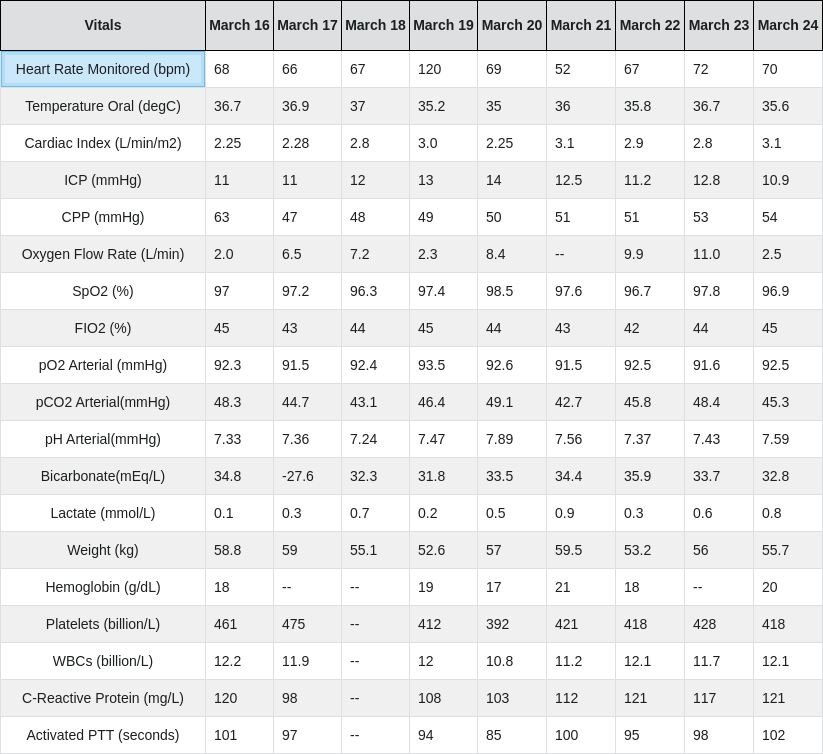 Vitals March 16 March 17 March 18 March 19 March 20 March 21 March 22 March 23 March 24
Heart Rate Monitored (bpm) 68 66 67 120 69 52 67 72 70
Temperature Oral (degC) 36.7 36.9 37 35.2 35 36 35.8 36.7 35.6
Cardiac Index (L/min/m2) 2.25 2.28 2.8 3.0 2.25 3.1 2.9 2.8 3.1
ICP (mmHg) 11 11 12 13 14 12.5 11.2 12.8 10.9
CPP (mmHg) 63 47 48 49 50 51 51 53 54
Oxygen Flow Rate (L/min) 2.0 6.5 7.2 2.3 8.4 -- 9.9 11.0 2.5
SpO2 (%) 97 97.2 96.3 97.4 98.5 97.6 96.7 97.8 96.9
FIO2 (%) 45 43 44 45 44 43 42 44 45
pO2 Arterial (mmHg) 92.3 91.5 92.4 93.5 92.6 91.5 92.5 91.6 92.5
pCO2 Arterial(mmHg) 48.3 44.7 43.1 46.4 49.1 42.7 45.8 48.4 45.3
pH Arterial(mmHg) 7.33 7.36 7.24 7.47 7.89 7.56 7.37 7.43 7.59
Bicarbonate(mEq/L) 34.8 -27.6 32.3 31.8 33.5 34.4 35.9 33.7 32.8
Lactate (mmol/L) 0.1 0.3 0.7 0.2 0.5 0.9 0.3 0.6 0.8
Weight (kg) 58.8 59 55.1 52.6 57 59.5 53.2 56 55.7
Hemoglobin (g/dL) 18 -- -- 19 17 21 18 -- 20
Platelets (billion/L) 461 475 -- 412 392 421 418 428 418
WBCs (billion/L) 12.2 11.9 -- 12 10.8 11.2 12.1 11.7 12.1
C-Reactive Protein (mg/L) 120 98 -- 108 103 112 121 117 121
Activated PTT (seconds) 101 97 -- 94 85 100 95 98 102